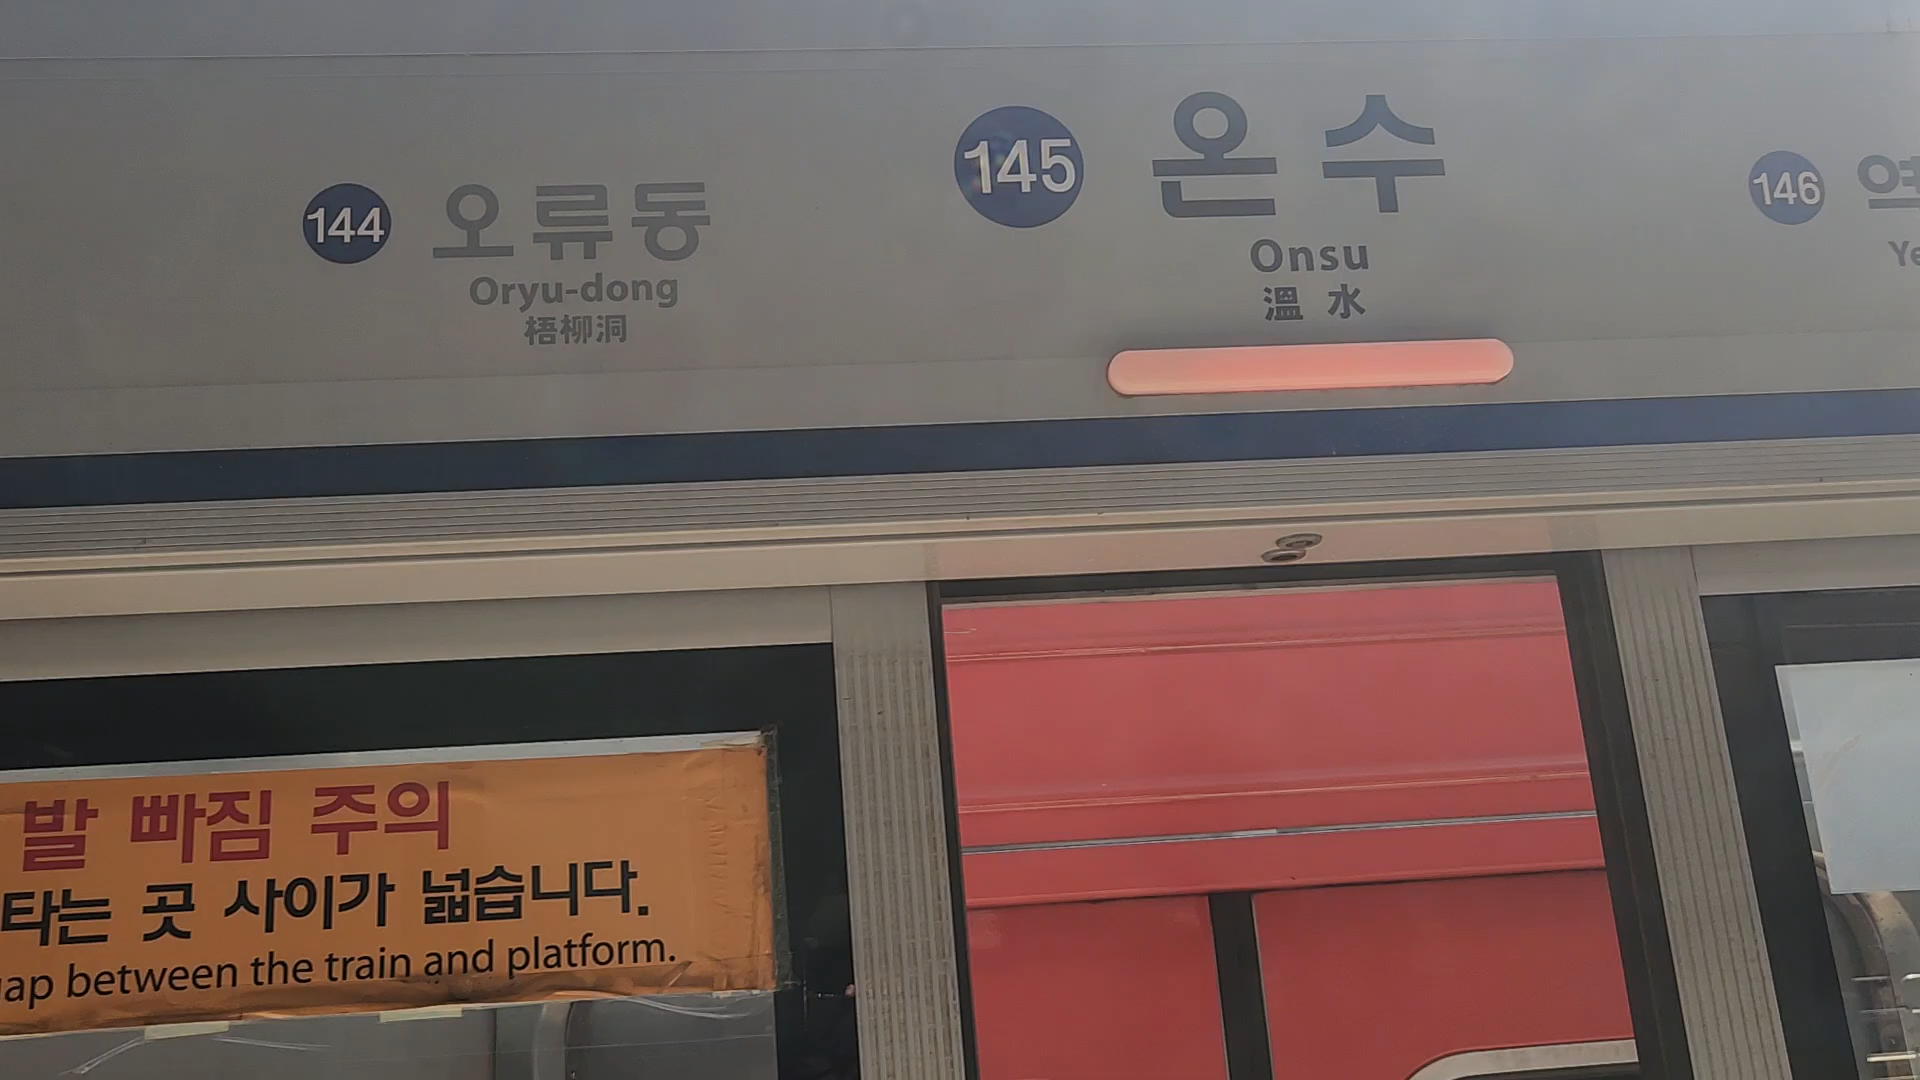 144 오류동
Oryu-dong
梧柳洞
145 온수
Onsu
溫水
146
발 빠짐 주의
타는 곳 사이가 넓습니다.
between the train and platform.